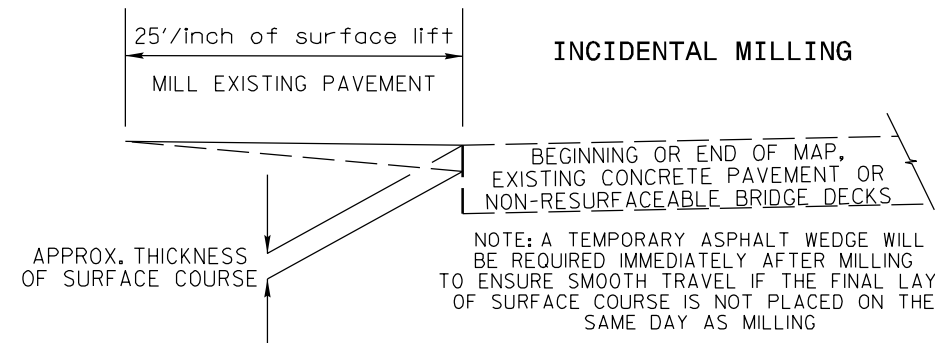 25'/inch of surface lift
INCIDENTAL MILLING
MILL EXISTING PAVEMENT
BEGINNING OR END OF MAP,
EXISTING CONCRETE PAVEMENT OR
NON-RESURFACEABLE BRIDGE DECKS
APPROX. THICKNESS
OF SURFACE COURSE
NOTE: A TEMPORARY ASPHALT WEDGE WILL
BE REQUIRED IMMEDIATELY AFTER MILLING
TO ENSURE SMOOTH TRAVEL IF THE FINAL LAY
OF SURFACE COURSE IS NOT PLACED ON THE
SAME DAY AS MILLING